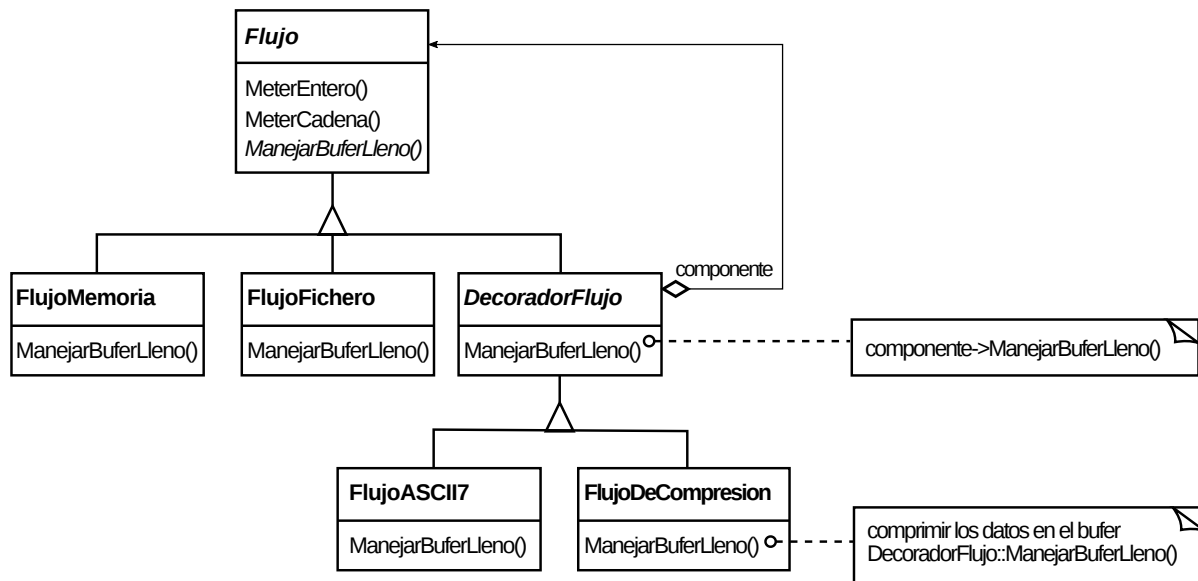 Flujo
MeterEntero()
MeterCadena()
ManejarBuferLleno()
componente
FlujoMemoria
ManejarBuferLleno()
FlujoFichero
ManejarBuferLleno()
DecoradorFlujo
ManejarBuferLleno()
componente->ManejarBuferLleno()
FlujoASCII7
ManejarBuferLleno()
FlujoDeCompresion
ManejarBuferLleno()
comprimir los datos en el bufer
DecoradorFlujo::ManejarBuferLleno()